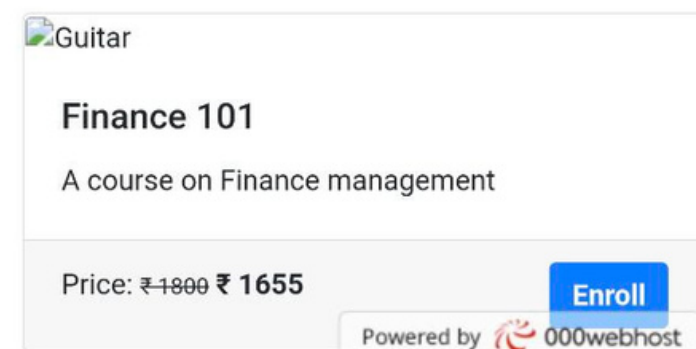 Guitar
Finance 101
A course on Finance management
Price: ₹ 1800 ₹ 1655
Enroll
Powered by 000webhost